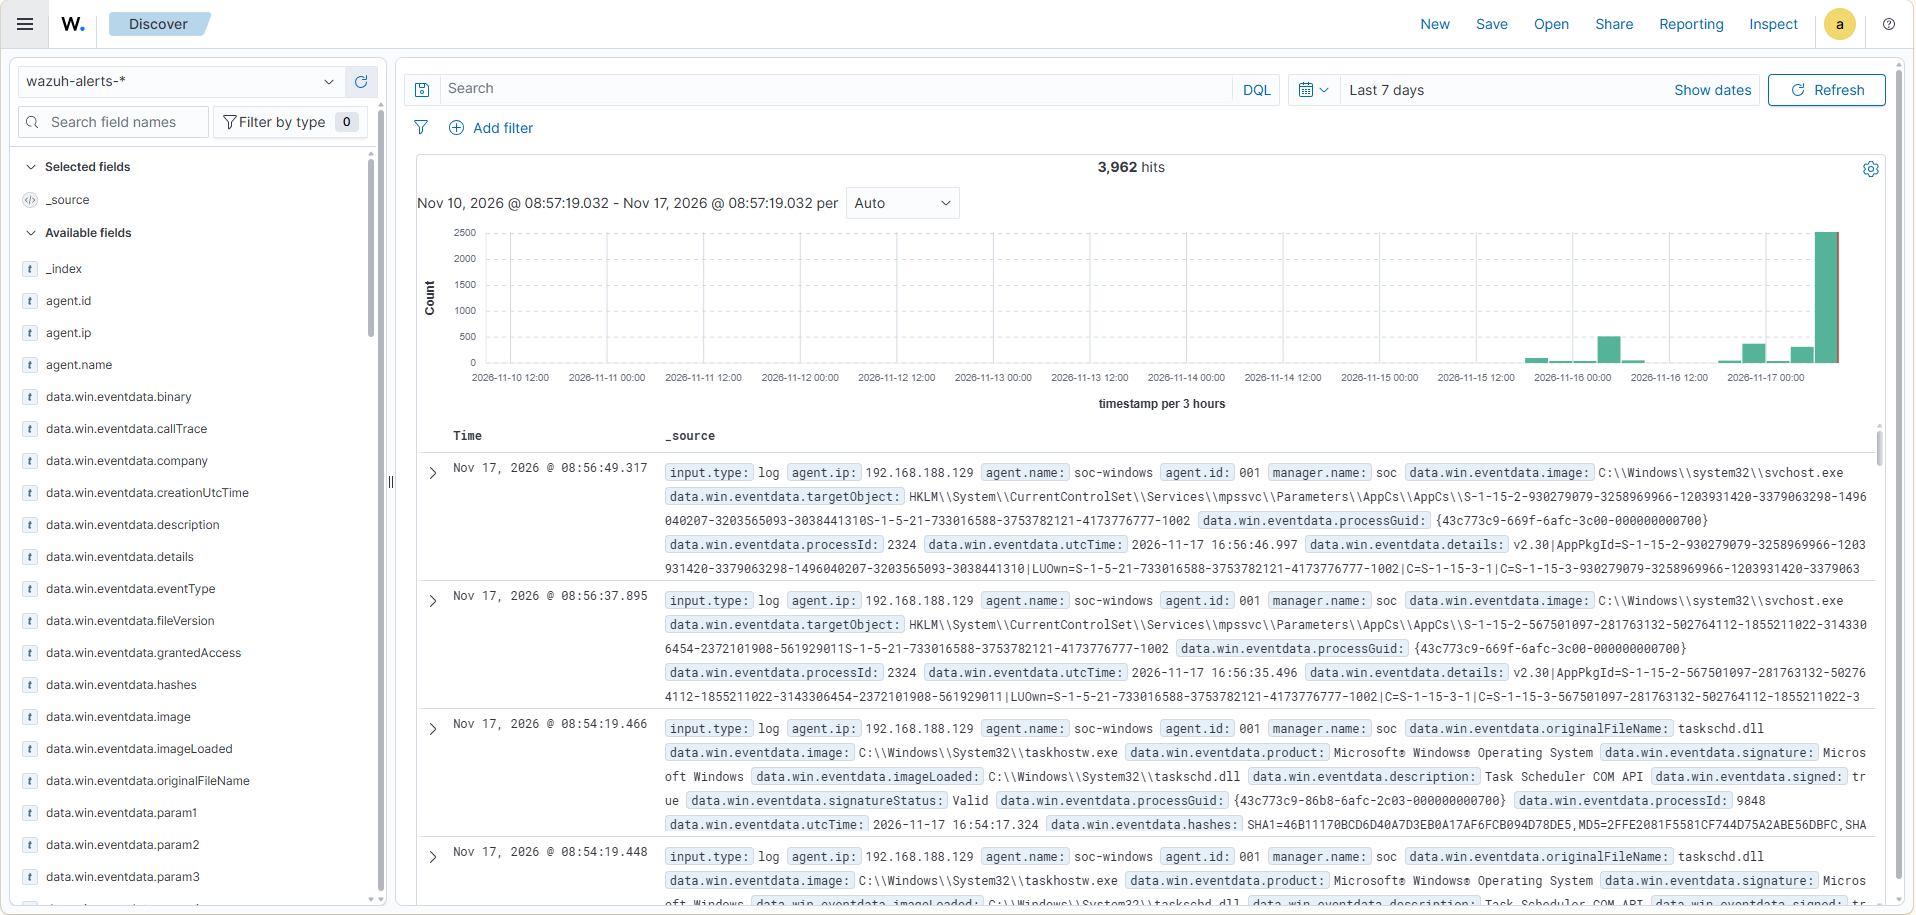 W.
Discover
New
Save
Open
Share
Reporting
Inspect
a
wazuh-alerts-*
Search field names
Filter by type 0
Selected fields
_source
Available fields
t _index
t agent.id
t agent.ip
t agent.name
t data.win.eventdata.binary
t data.win.eventdata.callTrace
t data.win.eventdata.company
t data.win.eventdata.creationUtcTime
t data.win.eventdata.description
t data.win.eventdata.details
t data.win.eventdata.eventType
t data.win.eventdata.fileVersion
t data.win.eventdata.grantedAccess
t data.win.eventdata.hashes
t data.win.eventdata.image
t data.win.eventdata.imageLoaded
t data.win.eventdata.originalFileName
t data.win.eventdata.param1
t data.win.eventdata.param2
t data.win.eventdata.param3
Search
DQL
Last 7 days
Show dates
Refresh
Add filter
3,962 hits
Nov 10, 2026 @ 08:57:19.032 - Nov 17, 2026 @ 08:57:19.032 per Auto
Count
2500
2000
1500
1000
500
0
2026-11-10 12:00 2026-11-11 00:00 2026-11-11 12:00 2026-11-12 00:00 2026-11-12 12:00 2026-11-13 00:00 2026-11-13 12:00 2026-11-14 00:00 2026-11-14 12:00 2026-11-15 00:00 2026-11-15 12:00 2026-11-16 00:00 2026-11-16 12:00 2026-11-17 00:00
timestamp per 3 hours
Time _source
Nov 17, 2026 @ 08:56:49.317 input.type: log agent.ip: 192.168.188.129 agent.name: soc-windows agent.id: 001 manager.name: soc data.win.eventdata.image: C:\\Windows\\system32\\svchost.exe
data.win.eventdata.targetObject: HKLM\\System\\CurrentControlSet\\Services\\mpssvc\\Parameters\\AppCs\\AppCs\\S-1-15-2-930279079-3258969966-1203931420-3379063298-1496
040207-3203565093-3038441310S-1-5-21-733016588-3753782121-4173776777-1002 data.win.eventdata.processGuid: {43c773c9-669f-6afc-3c00-000000000700}
data.win.eventdata.processId: 2324 data.win.eventdata.utcTime: 2026-11-17 16:56:46.997 data.win.eventdata.details: v2.30|AppPkgId=S-1-15-2-930279079-3258969966-1203
931420-3379063298-1496040207-3203565093-3038441310|LUOwn=S-1-5-21-733016588-3753782121-4173776777-1002|C=S-1-15-3-1|C=S-1-15-3-930279079-3258969966-1203931420-3379063
Nov 17, 2026 @ 08:56:37.895 input.type: log agent.ip: 192.168.188.129 agent.name: soc-windows agent.id: 001 manager.name: soc data.win.eventdata.image: C:\\Windows\\system32\\svchost.exe
data.win.eventdata.targetObject: HKLM\\System\\CurrentControlSet\\Services\\mpssvc\\Parameters\\AppCs\\AppCs\\S-1-15-2-567501097-281763132-502764112-1855211022-314330
6454-2372101908-561929011S-1-5-21-733016588-3753782121-4173776777-1002 data.win.eventdata.processGuid: {43c773c9-669f-6afc-3c00-000000000700}
data.win.eventdata.processId: 2324 data.win.eventdata.utcTime: 2026-11-17 16:56:35.496 data.win.eventdata.details: v2.30|AppPkgId=S-1-15-2-567501097-281763132-50276
4112-1855211022-3143306454-2372101908-561929011|LUOwn=S-1-5-21-733016588-3753782121-4173776777-1002|C=S-1-15-3-1|C=S-1-15-3-567501097-281763132-502764112-1855211022-3
Nov 17, 2026 @ 08:54:19.466 input.type: log agent.ip: 192.168.188.129 agent.name: soc-windows agent.id: 001 manager.name: soc data.win.eventdata.originalFileName: taskschd.dll
data.win.eventdata.image: C:\\Windows\\System32\\taskhostw.exe data.win.eventdata.product: Microsoft® Windows® Operating System data.win.eventdata.signature: Micros
oft Windows data.win.eventdata.imageLoaded: C:\\Windows\\System32\\taskschd.dll data.win.eventdata.description: Task Scheduler COM API data.win.eventdata.signed: tr
ue data.win.eventdata.signatureStatus: Valid data.win.eventdata.processGuid: {43c773c9-86b8-6afc-2c03-000000000700} data.win.eventdata.processId: 9848
data.win.eventdata.utcTime: 2026-11-17 16:54:17.324 data.win.eventdata.hashes: SHA1=46B11170BCD6D40A7D3EB0A17AF6FCB094D78DE5,MD5=2FFE2081F5581CF744D75A2ABE56DBFC,SHA
Nov 17, 2026 @ 08:54:19.448 input.type: log agent.ip: 192.168.188.129 agent.name: soc-windows agent.id: 001 manager.name: soc data.win.eventdata.originalFileName: taskschd.dll
data.win.eventdata.image: C:\\Windows\\System32\\taskhostw.exe data.win.eventdata.product: Microsoft® Windows® Operating System data.win.eventdata.signature: Micros
oft Windows data.win.eventdata.imageLoaded: C:\\Windows\\System32\\taskschd.dll data.win.eventdata.description: Task Scheduler COM API data.win.eventdata.signed: tr